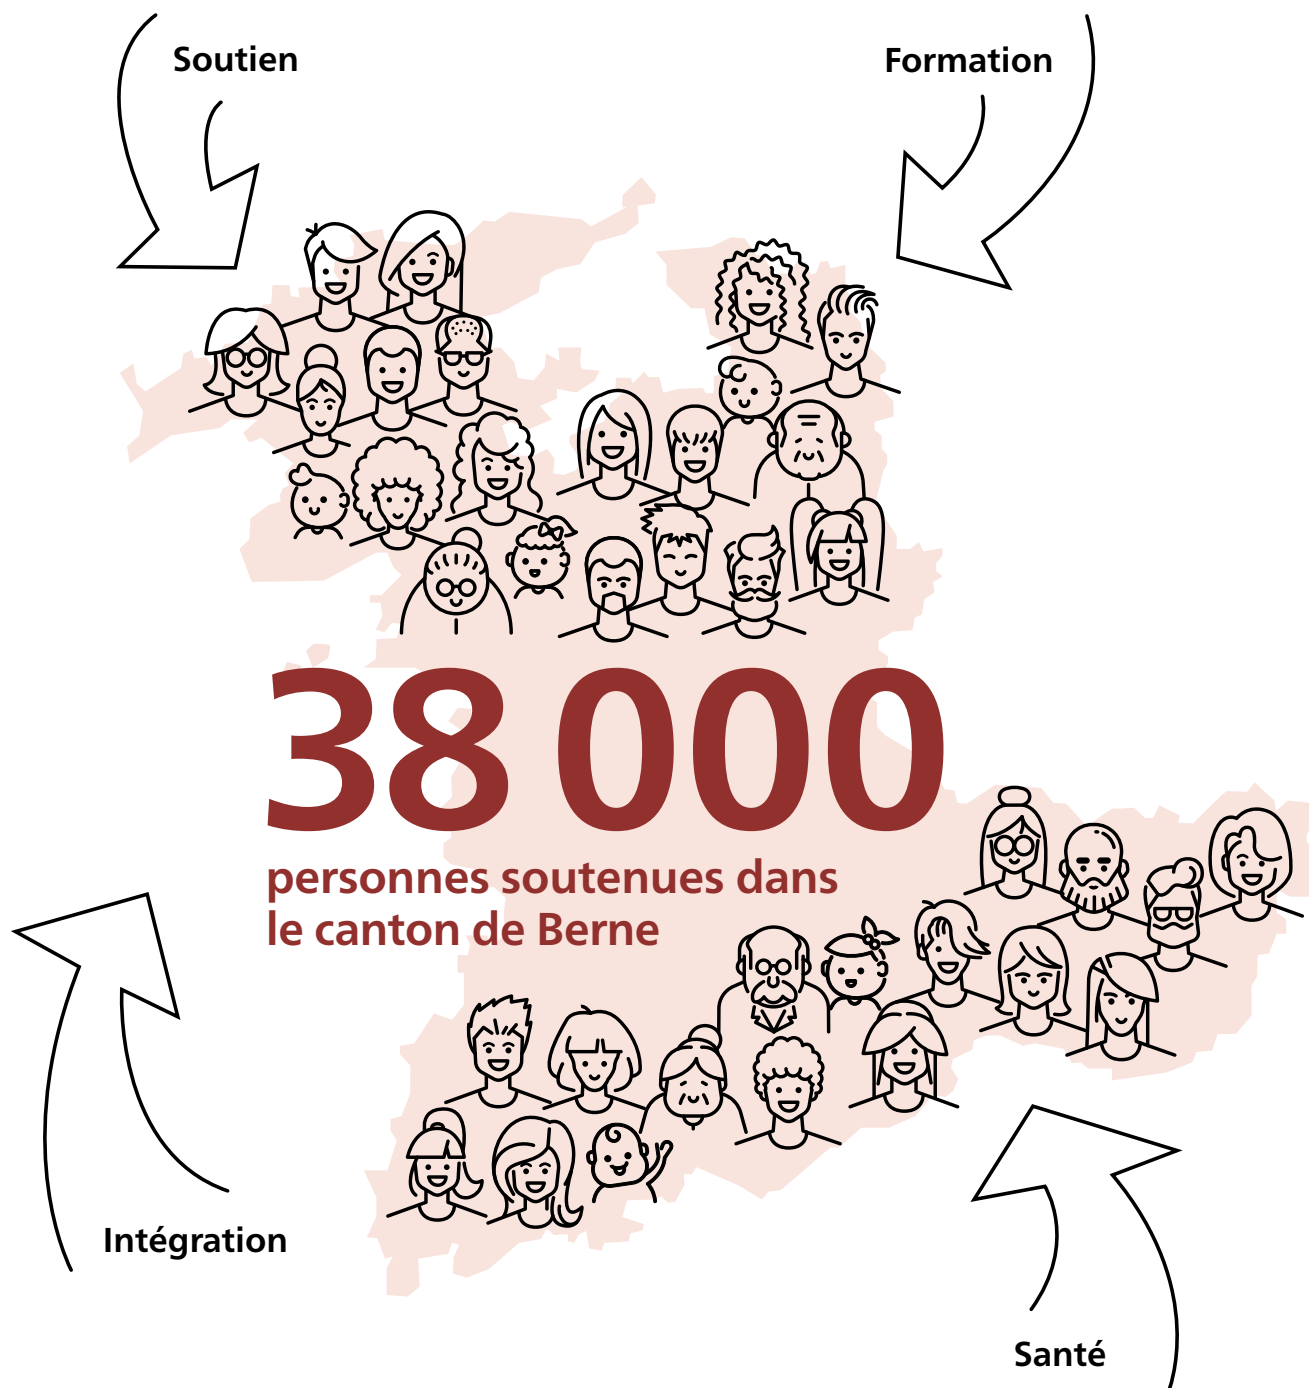 Soutien
Formation
38 000
personnes soutenues dans
le canton de Berne
Intégration
Santé